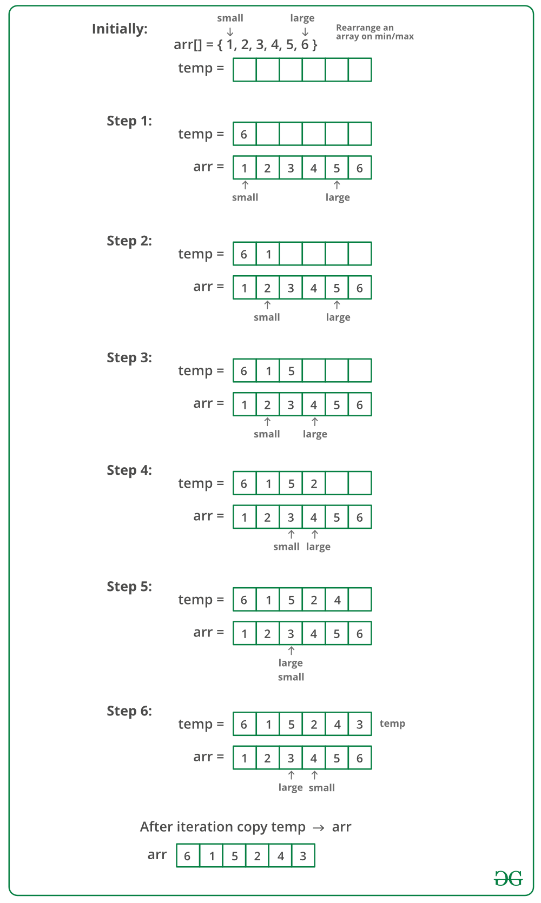 small large
Initially:
Rearrange an
array on min/max
arr[] = { 1, 2, 3, 4, 5, 6 }
temp =
Step 1:
temp = 6
arr = 1 2 3 4 5 6
small large
Step 2:
temp = 6 1
arr = 1 2 3 4 5 6
small large
Step 3:
temp = 6 1 5
arr = 1 2 3 4 5 6
small large
Step 4:
temp = 6 1 5 2
arr = 1 2 3 4 5 6
small large
Step 5:
temp = 6 1 5 2 4
arr = 1 2 3 4 5 6
large
small
Step 6:
temp = 6 1 5 2 4 3 temp
arr = 1 2 3 4 5 6
large small
After iteration copy temp → arr
arr 6 1 5 2 4 3